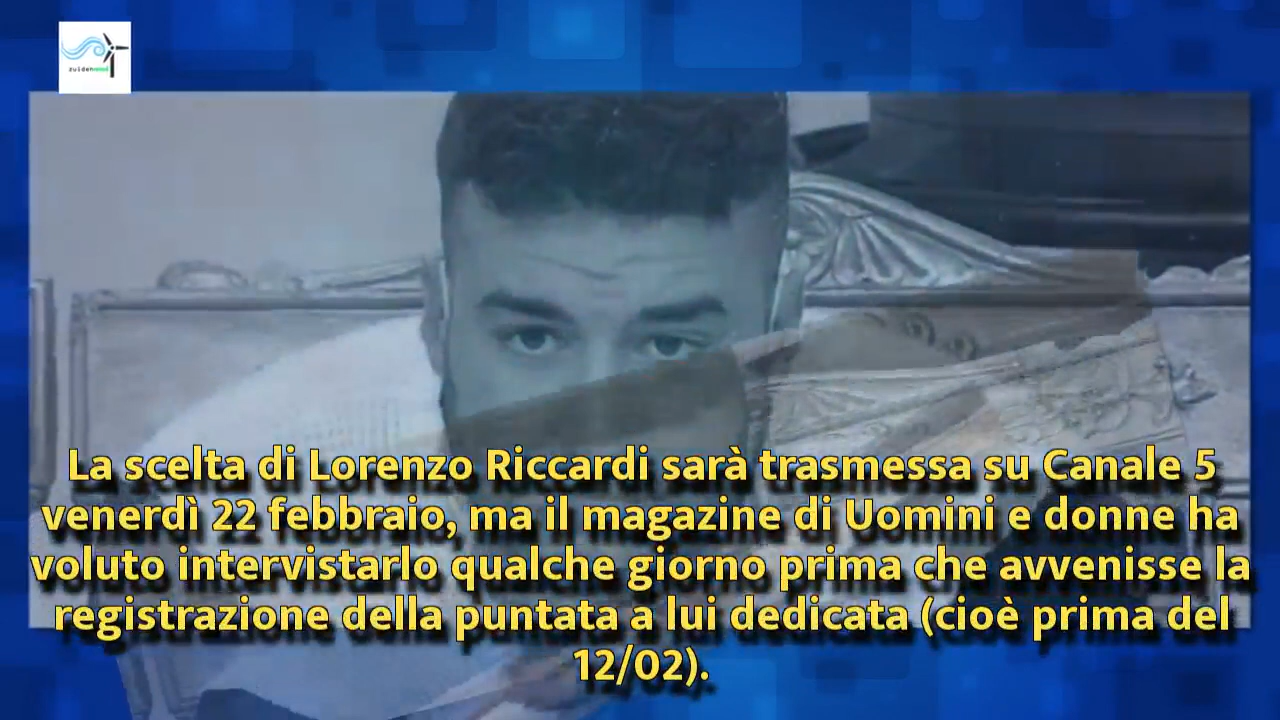 zuidenwind
La scelta di Lorenzo Riccardi sarà trasmessa su Canale 5
venerdì 22 febbraio, ma il magazine di Uomini e donne ha
voluto intervistarlo qualche giorno prima che avvenisse la
registrazione della puntata a lui dedicata (cioè prima del
12/02).